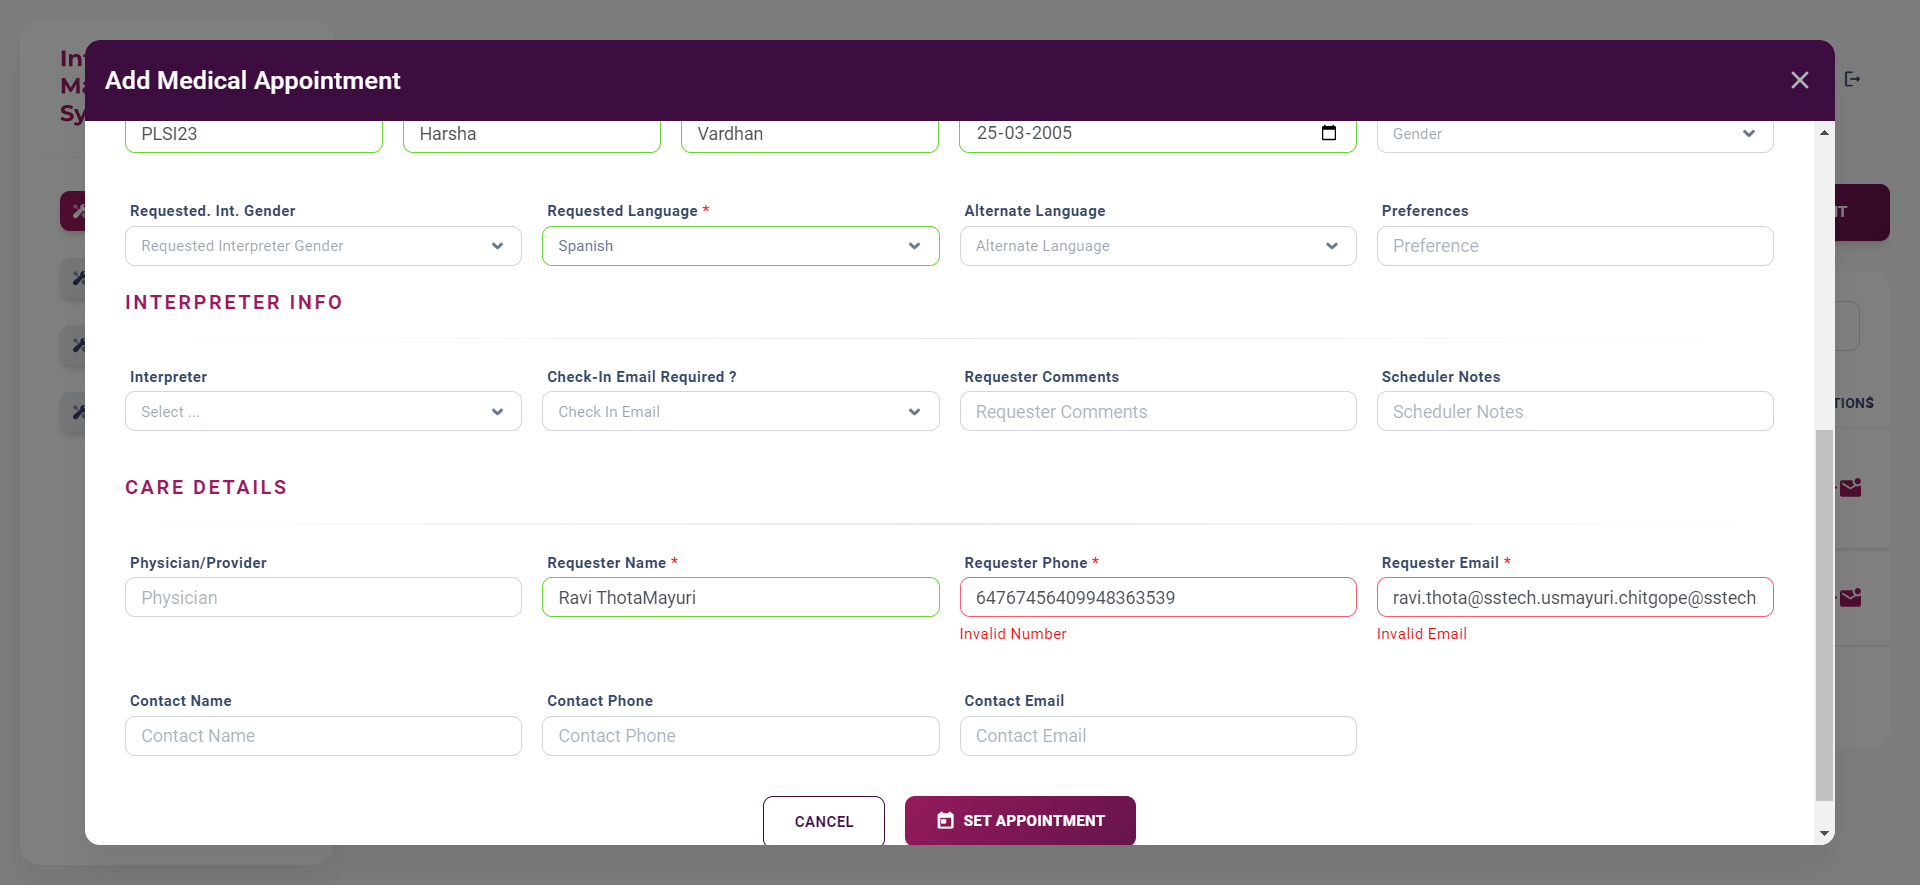 Add Medical Appointment
PLSI23 Harsha Vardhan 25-03-2005 Gender
Requested. Int. Gender Requested Language * Alternate Language Preferences
Requested Interpreter Gender Spanish Alternate Language Preference
INTERPRETER INFO
Interpreter Check-In Email Required ? Requester Comments Scheduler Notes
Select ... Check In Email Requester Comments Scheduler Notes
TION$
CARE DETAILS
Physician/Provider Requester Name * Requester Phone * Requester Email *
Physician Ravi ThotaMayuri 64767456409948363539 ravi.thota@sstech.usmayuri.chitgope@sstech.
Invalid Number Invalid Email
Contact Name Contact Phone Contact Email
Contact Name Contact Phone Contact Email
CANCEL SET APPOINTMENT